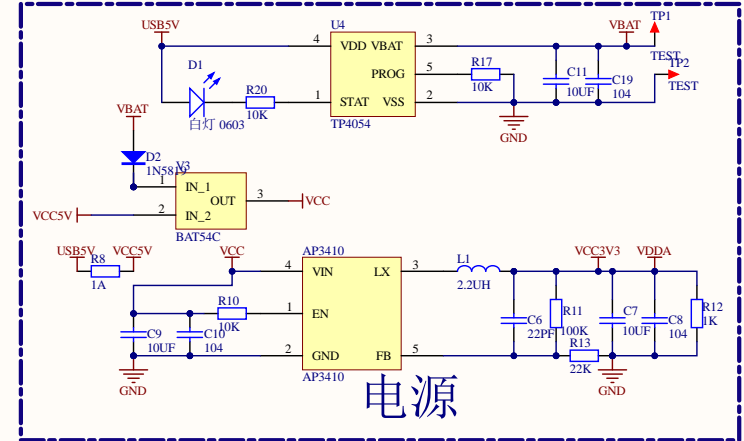 USB5V
U4
TP1
4 VDD VBAT 3
VBAT
TEST
TP2
TEST
D1
PROG 5
R17
10K
C11
10UF
C19
104
R20
10K
1 STAT VSS 2
白灯 0603
TP4054
GND
VBAT
D2
1N5819
V3
1 IN_1
OUT 3
VCC
VCC5V
2 IN_2
BAT54C
USB5V
R8
VCC5V
1A
VCC
AP3410
4 VIN LX 3
L1
2.2UH
VCC3V3
VDDA
R10
10K
1 EN
C9
10UF
C10
104
C6
22PF
R11
100K
C7
10UF
C8
104
R12
1K
R13
22K
2 GND FB 5
AP3410
GND
GND
电源